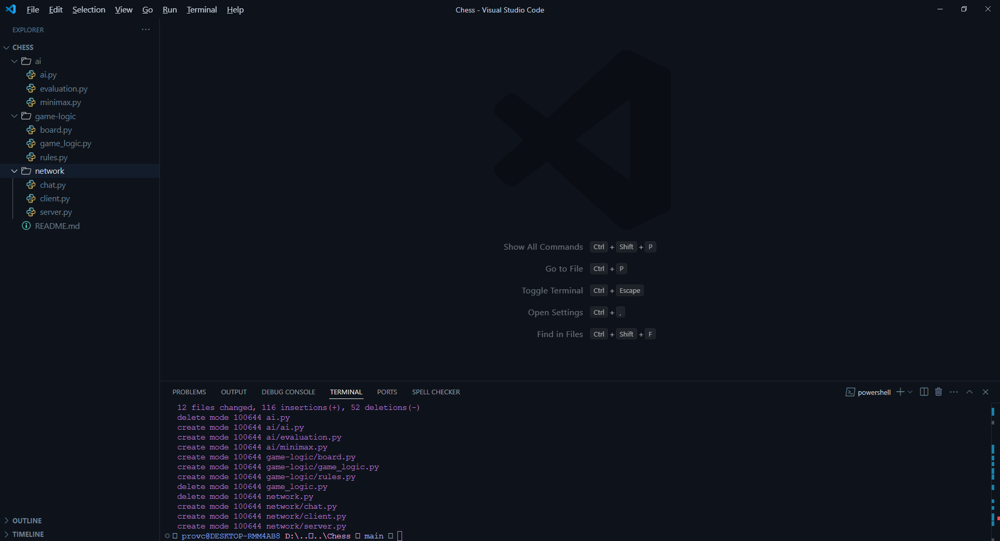 File Edit Selection View Go Run Terminal Help
Chess - Visual Studio Code
EXPLORER
CHESS
ai
ai.py
evaluation.py
minimax.py
game-logic
board.py
game_logic.py
rules.py
network
chat.py
client.py
server.py
README.md
OUTLINE
TIMELINE
Show All Commands Ctrl + Shift + P
Go to File Ctrl + P
Toggle Terminal Ctrl + Escape
Open Settings Ctrl + ,
Find in Files Ctrl + Shift + F
PROBLEMS OUTPUT DEBUG CONSOLE TERMINAL PORTS SPELL CHECKER
powershell
12 files changed, 116 insertions(+), 52 deletions(-)
delete mode 100644 ai.py
create mode 100644 ai/ai.py
create mode 100644 ai/evaluation.py
create mode 100644 ai/minimax.py
create mode 100644 game-logic/board.py
create mode 100644 game-logic/game_logic.py
create mode 100644 game-logic/rules.py
delete mode 100644 game_logic.py
delete mode 100644 network.py
create mode 100644 network/chat.py
create mode 100644 network/client.py
create mode 100644 network/server.py
□ provc@DESKTOP-RMM4AB8 D:\..□..\Chess □ main □